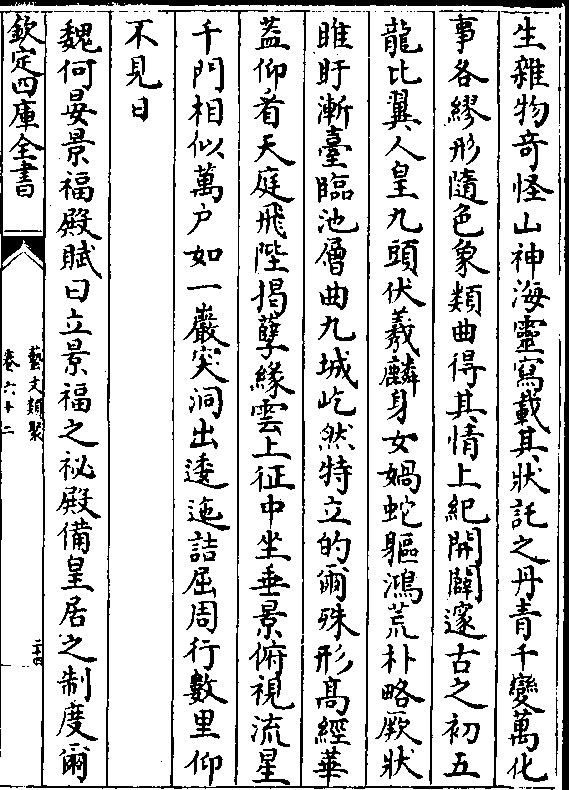 生雜物奇怪山神海靈寫載其狀託之丹青千變萬化
事各繆形隨色象類曲得其情上紀開闢邃古之初五
龍比翼人皇九頭伏羲麟身女媧蛇軀鴻荒朴略厥狀
睢盱漸臺臨池層曲九城屹然特立的爾殊形高經華
葢仰看天庭飛陛揭孽緣雲上征中坐垂景俯視流星
千門相似萬戶如一巖突洞出逶迤詰屈周行數里仰
不見日
魏何晏景福殿賦曰立景福之祕殿備皇居之制度爾
欽定四庫全書
藝文類聚
卷六十二
二十四